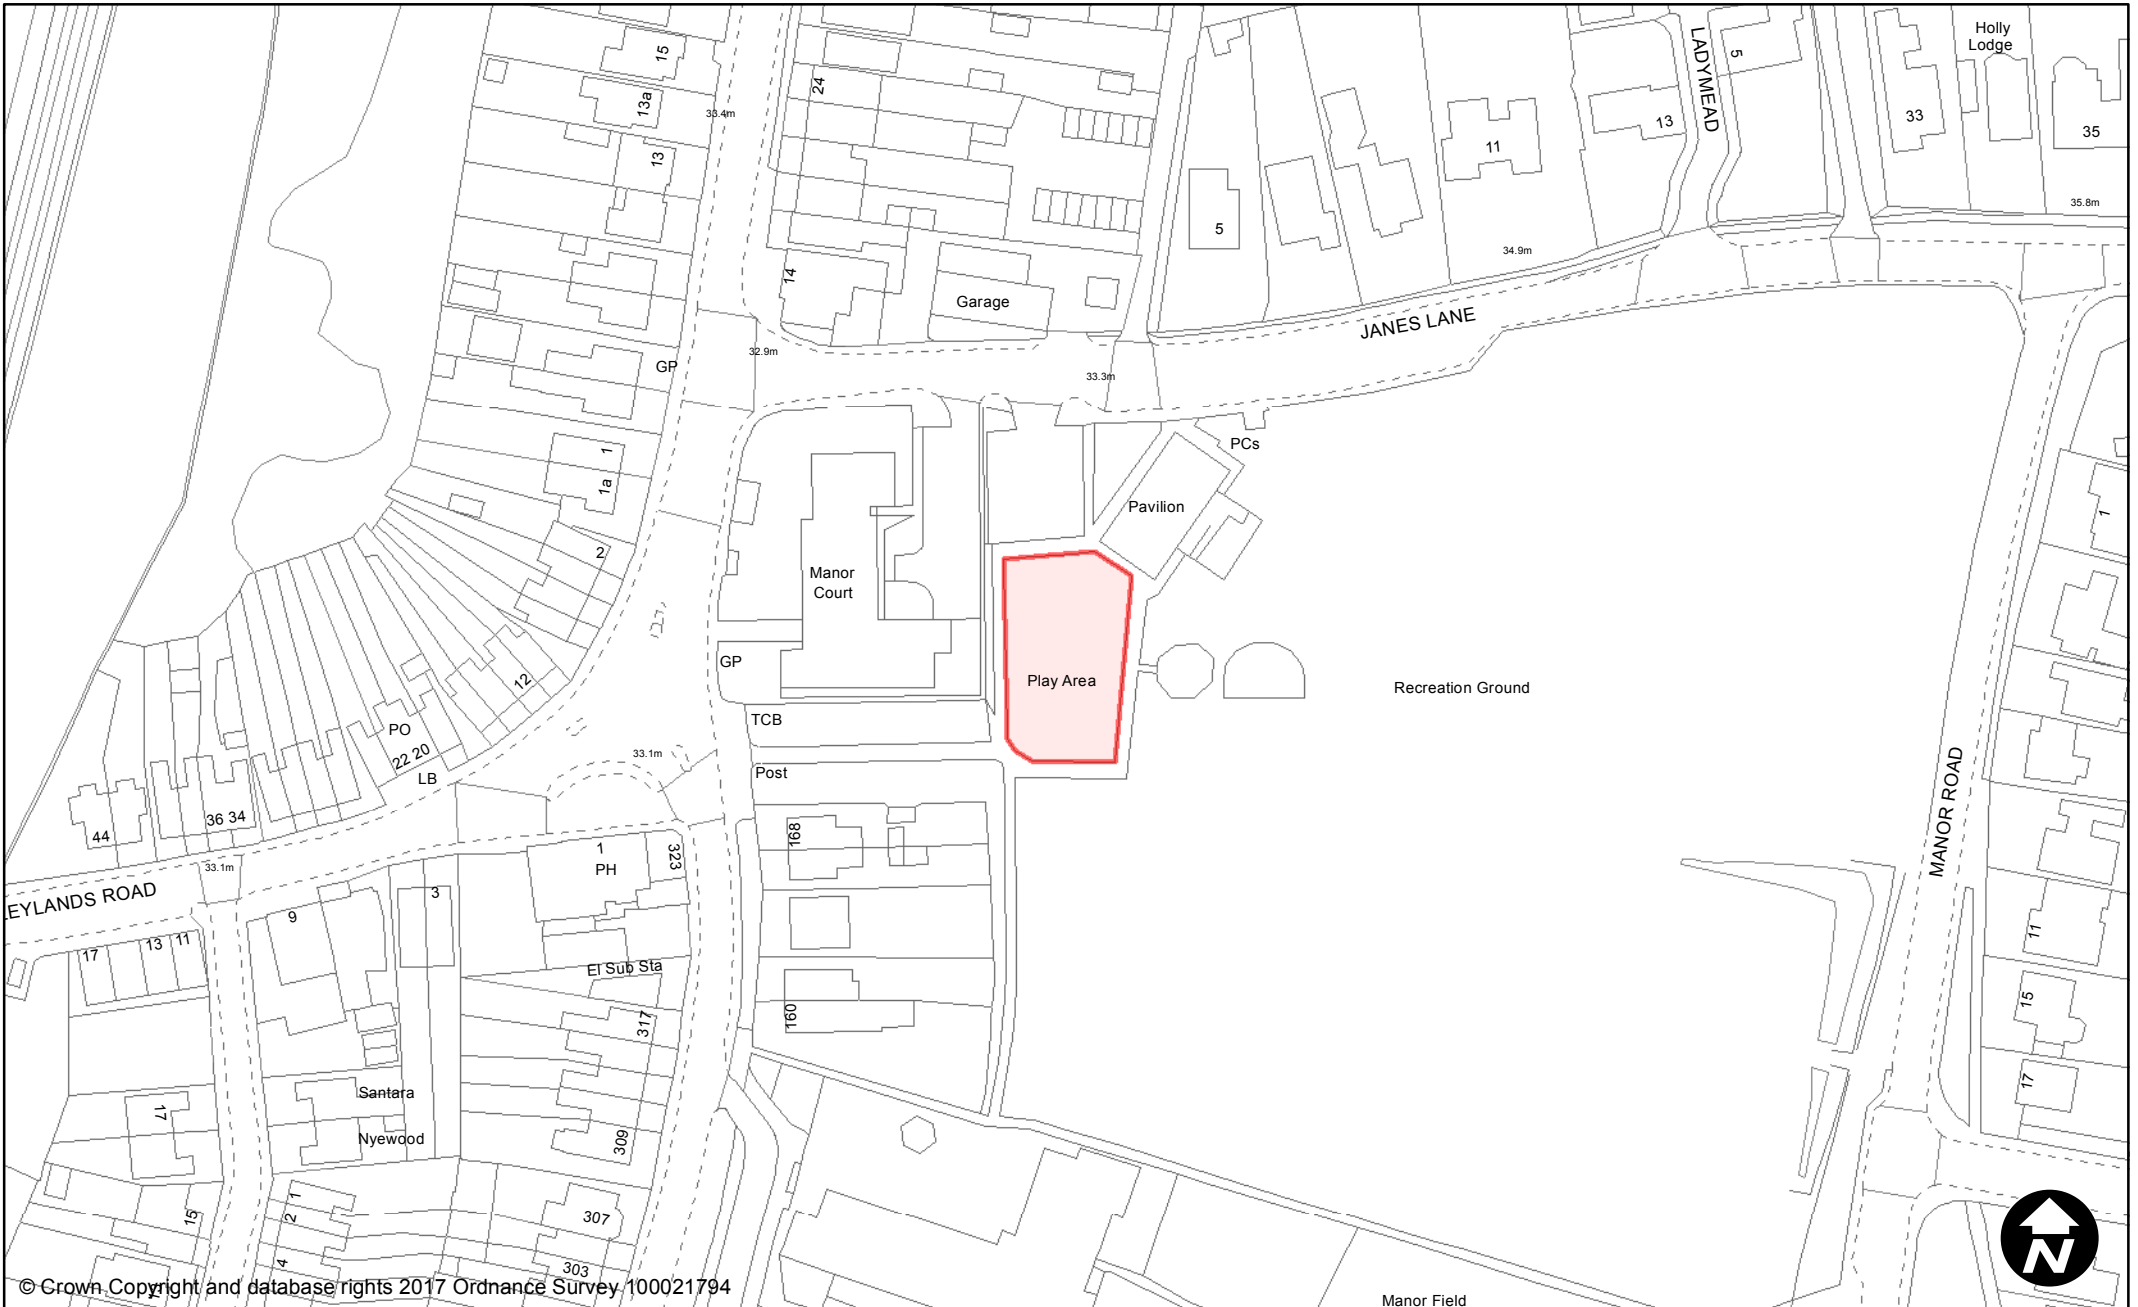 15
13a
33.4m
13
24
14
Garage
5
11
13
LADYMEAD
5
33
Holly
Lodge
35
35.8m
34.9m
JANES LANE
GP
32.9m
33.3m
1
1a
2
PCs
Pavilion
Manor
Court
GP
Play Area
Recreation Ground
12
PO
22 20
LB
33.1m
TCB
Post
44
36 34
33.1m
EYLANDS ROAD
1
PH
323
168
3
9
17
13
11
El Sub Sta
160
317
309
Santara
Nyewood
17
15
1
2
4
307
303
MANOR ROAD
1
11
15
17
N
Manor Field
© Crown Copyright and database rights 2017 Ordnance Survey 100021794